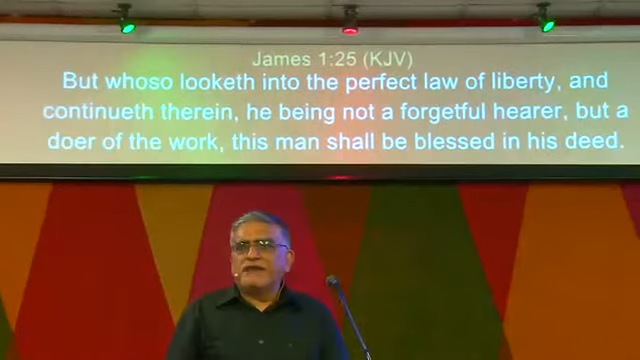 James 1:25 (KJV)
But whoso looketh into the perfect law of liberty, and
continueth therein, he being not a forgetful hearer, but a
doer of the work, this man shall be blessed in his deed.